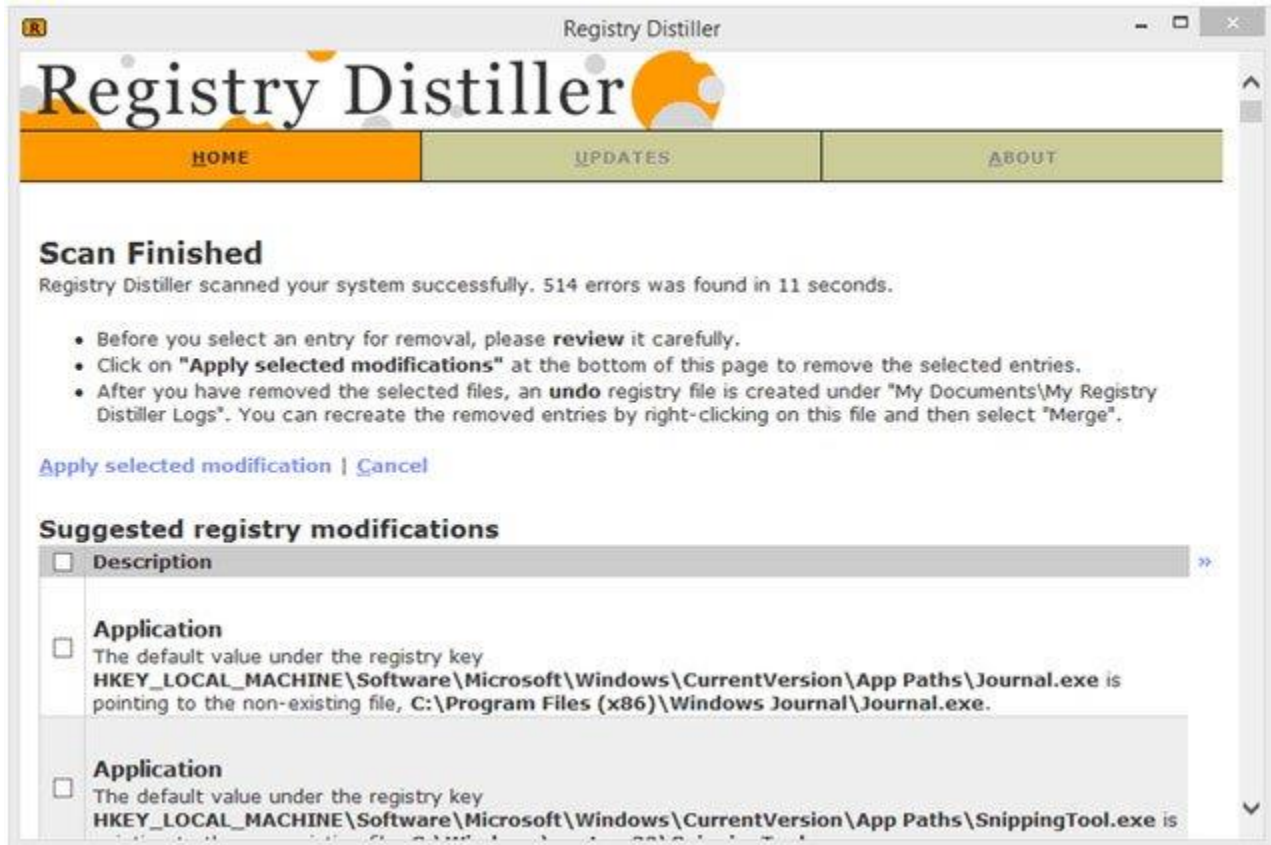 R
Registry Distiller
Registry Distiller
HOME
UPDATES
ABOUT
Scan Finished
Registry Distiller scanned your system successfully. 514 errors was found in 11 seconds.
• Before you select an entry for removal, please review it carefully.
• Click on "Apply selected modifications" at the bottom of this page to remove the selected entries.
• After you have removed the selected files, an undo registry file is created under "My Documents\My Registry
Distiller Logs". You can recreate the removed entries by right-clicking on this file and then select "Merge".
Apply selected modification | Cancel
Suggested registry modifications
Description »
Application
The default value under the registry key
HKEY_LOCAL_MACHINE\Software\Microsoft\Windows\CurrentVersion\App Paths\Journal.exe is
pointing to the non-existing file, C:\Program Files (x86)\Windows Journal\Journal.exe.
Application
The default value under the registry key
HKEY_LOCAL_MACHINE\Software\Microsoft\Windows\CurrentVersion\App Paths\SnippingTool.exe is